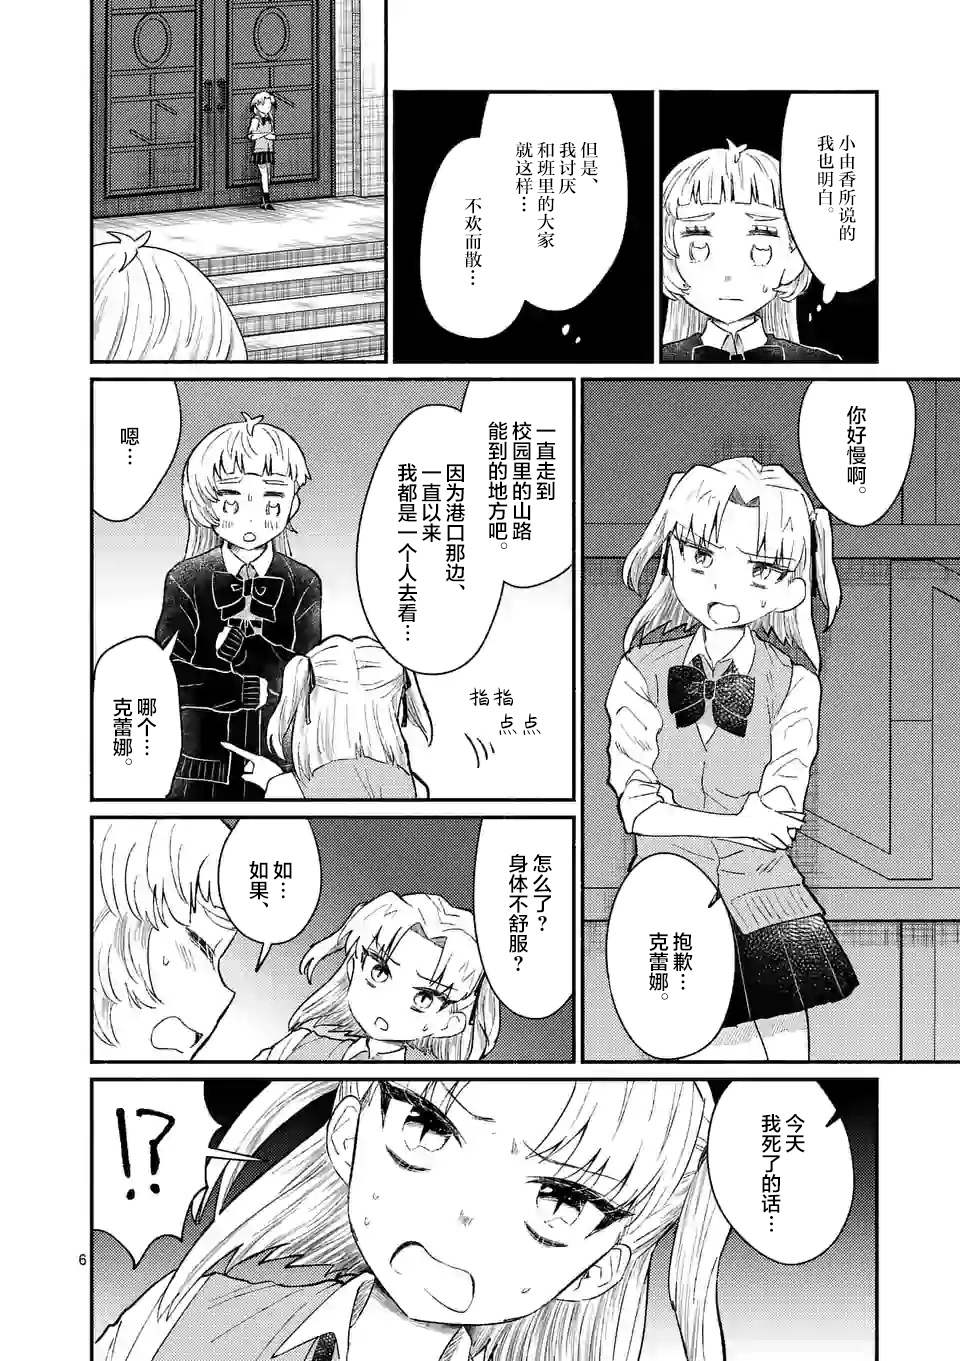 小由香所说的
我也明白。
但是、
我讨厌
和班里的大家
就这样…
不欢而散…
你好慢啊。
抱歉…
克蕾娜。
一直走到
校园里的山路
能到的地方吧。
因为港口那边、
一直以来
我都是一个人去看…
指指
点点
嗯…
哪个…
克蕾娜。
怎么了?
身体不舒服?
如…
如果、
今天
我死了的话…
!?
6